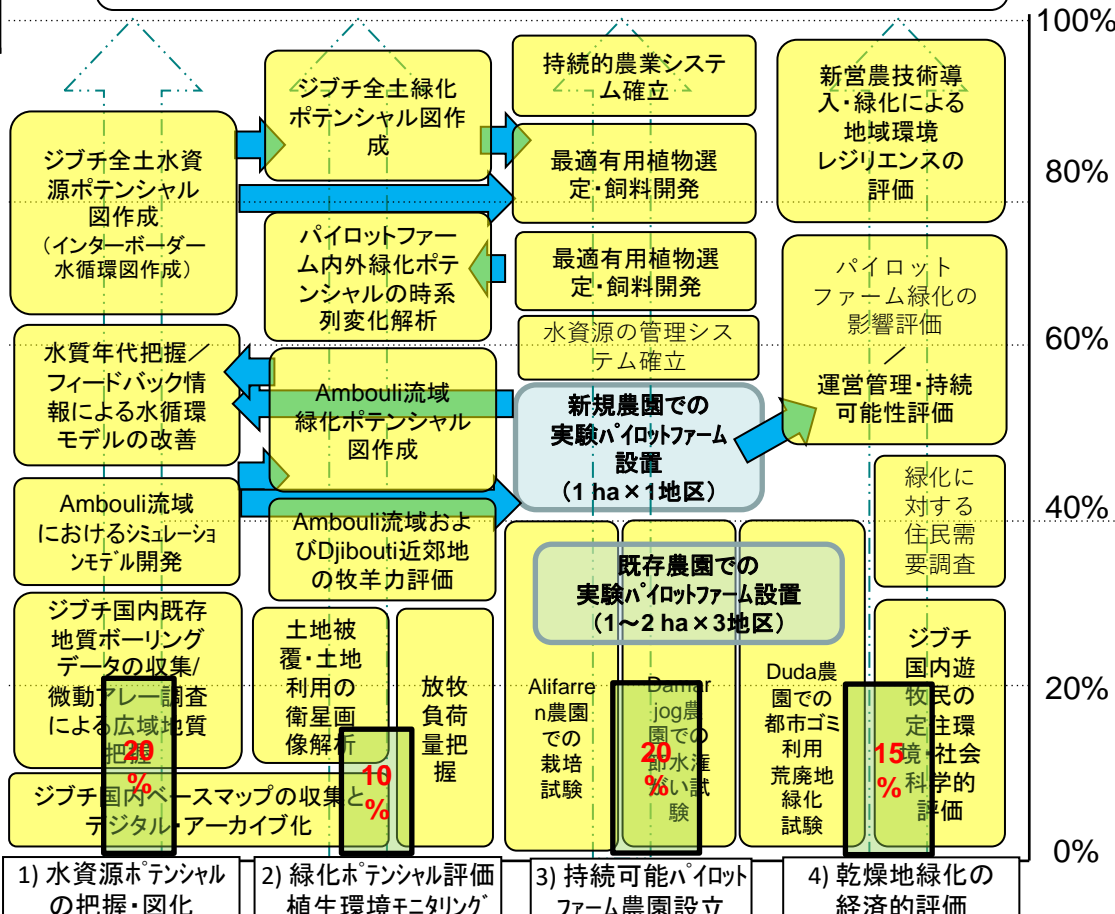 100%
80%
60%
40%
20%
0%
ジブチ全土水資
源ポテンシャル
図作成
（インターボーダー
水循環図作成）
水質年代把握／
フィードバック情
報による水循環
モデルの改善
Ambouli流域
におけるシミュレーショ
ンモデル開発
ジブチ国内既存
地質ボーリング
データの収集/
微動アレー調査
による広域地質
把握
20
%
ジブチ国内ベースマップの収集と
デジタル・アーカイブ化
1) 水資源ポテンシャル
の把握・図化
ジブチ全土緑化
ポテンシャル図作
成
パイロットファー
ム内外緑化ポテ
ンシャルの時系
列変化解析
Ambouli流域
緑化ポテンシャル
図作成
Ambouli流域およ
びDjibouti近郊地
の牧羊力評価
土地被
覆・土地
利用の
衛星画
像解析
放牧
負荷
量把
握
10
%
2) 緑化ポテンシャル評価
植生環境モニタリング
持続的農業システ
ム確立
最適有用植物選
定・飼料開発
最適有用植物選
定・飼料開発
水資源の管理シス
テム確立
新規農園での
実験パイロットファーム
設置
（1 ha×1地区）
既存農園での
実験パイロットファーム設置
（1～2 ha×3地区）
Alifarre
n農園
での
栽培
試験
Damar
jog農
園での
節水灌
がい試
験
20
%
Duda農
園での
都市ゴミ
利用
荒廃地
緑化
試験
3) 持続可能パイロット
ファーム農園設立
新営農技術導
入・緑化による
地域環境
レジリエンスの
評価
パイロット
ファーム緑化の
影響評価
／
運営管理・持続
可能性評価
緑化に
対する
住民需
要調査
ジブチ
国内遊
牧民の
定住環
境・社会
科学的
評価
15
%
4) 乾燥地緑化の
経済的評価